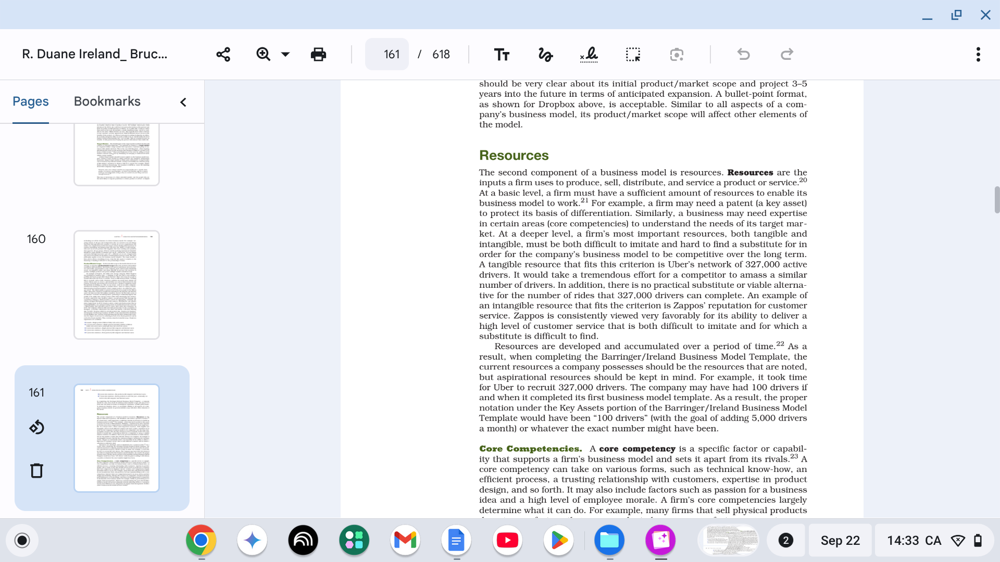 R. Duane Ireland_ Bruc...
161 / 618
Pages
Bookmarks
160
161
should be very clear about its initial product/market scope and project 3–5
years into the future in terms of anticipated expansion. A bullet-point format,
as shown for Dropbox above, is acceptable. Similar to all aspects of a com-
pany's business model, its product/market scope will affect other elements of
the model.
Resources
The second component of a business model is resources. Resources are the
inputs a firm uses to produce, sell, distribute, and service a product or service.20
At a basic level, a firm must have a sufficient amount of resources to enable its
business model to work.21 For example, a firm may need a patent (a key asset)
to protect its basis of differentiation. Similarly, a business may need expertise
in certain areas (core competencies) to understand the needs of its target mar-
ket. At a deeper level, a firm's most important resources, both tangible and
intangible, must be both difficult to imitate and hard to find a substitute for in
order for the company's business model to be competitive over the long term.
A tangible resource that fits this criterion is Uber's network of 327,000 active
drivers. It would take a tremendous effort for a competitor to amass a similar
number of drivers. In addition, there is no practical substitute or viable alterna-
tive for the number of rides that 327,000 drivers can complete. An example of
an intangible resource that fits the criterion is Zappos' reputation for customer
service. Zappos is consistently viewed very favorably for its ability to deliver a
high level of customer service that is both difficult to imitate and for which a
substitute is difficult to find.
Resources are developed and accumulated over a period of time.22 As a
result, when completing the Barringer/Ireland Business Model Template, the
current resources a company possesses should be the resources that are noted,
but aspirational resources should be kept in mind. For example, it took time
for Uber to recruit 327,000 drivers. The company may have had 100 drivers if
and when it completed its first business model template. As a result, the proper
notation under the Key Assets portion of the Barringer/Ireland Business Model
Template would have been “100 drivers” (with the goal of adding 5,000 drivers
a month) or whatever the exact number might have been.
Core Competencies. A core competency is a specific factor or capabil-
ity that supports a firm's business model and sets it apart from its rivals.23 A
core competency can take on various forms, such as technical know-how, an
efficient process, a trusting relationship with customers, expertise in product
design, and so forth. It may also include factors such as passion for a business
idea and a high level of employee morale. A firm's core competencies largely
determine what it can do. For example, many firms that sell physical products
2
Sep 22
14:33 CA